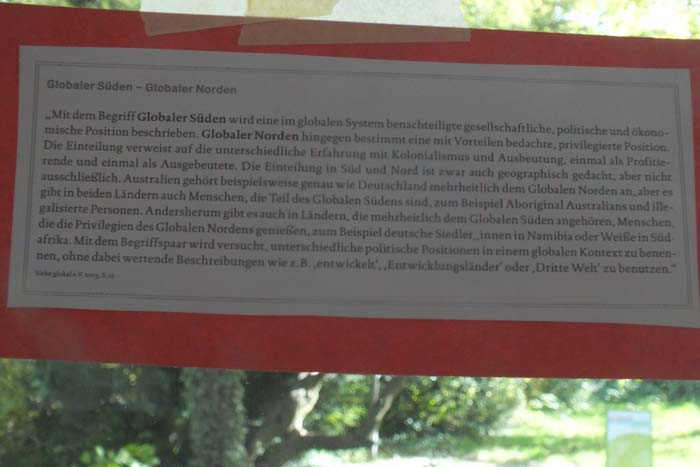 Globaler Süden – Globaler Norden
„Mit dem Begriff Globaler Süden wird eine im globalen System benachteiligte gesellschaftliche, politische und ökono-
mische Position beschrieben. Globaler Norden hingegen bestimmt eine mit Vorteilen bedachte, privilegierte Position.
Die Einteilung verweist auf die unterschiedliche Erfahrung mit Kolonialismus und Ausbeutung, einmal als Profitie-
rende und einmal als Ausgebeutete. Die Einteilung in Süd und Nord ist zwar auch geographisch gedacht, aber nicht
ausschließlich. Australien gehört beispielsweise genau wie Deutschland mehrheitlich dem Globalen Norden an, aber es
gibt in beiden Ländern auch Menschen, die Teil des Globalen Südens sind, zum Beispiel Aboriginal Australians und ille-
galisierte Personen. Andersherum gibt es auch in Ländern, die mehrheitlich dem Globalen Süden angehören, Menschen,
die die Privilegien des Globalen Nordens genießen, zum Beispiel deutsche Siedler_innen in Namibia oder Weiße in Süd-
afrika. Mit dem Begriffspaar wird versucht, unterschiedliche politische Positionen in einem globalen Kontext zu benen-
nen, ohne dabei wertende Beschreibungen wie z.B. ‚entwickelt‘, ‚Entwicklungsländer‘ oder ‚Dritte Welt‘ zu benutzen.“
glokal e.V. 2013, S.